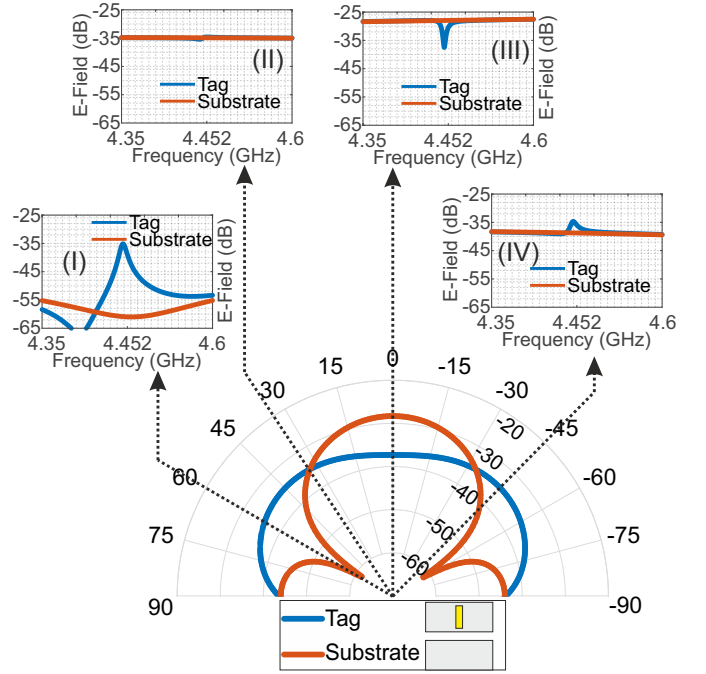 -25
-35
-45
-55
-65
E-Field (dB)
(II)
Tag
Substrate
4.35
4.452
4.6
Frequency (GHz)
-25
-35
-45
-55
-65
E-Field (dB)
(III)
Tag
Substrate
4.35
4.452
4.6
Frequency (GHz)
-25
-35
-45
-55
-65
E-Field (dB)
(I)
Tag
Substrate
4.35
4.452
4.6
Frequency (GHz)
-25
-35
-45
-55
-65
E-Field (dB)
(IV)
Tag
Substrate
4.35
4.452
4.6
Frequency (GHz)
90
75
60
45
30
15
0
-15
-30
-45
-60
-75
-90
-20
-30
-40
-50
-60
Tag
Substrate